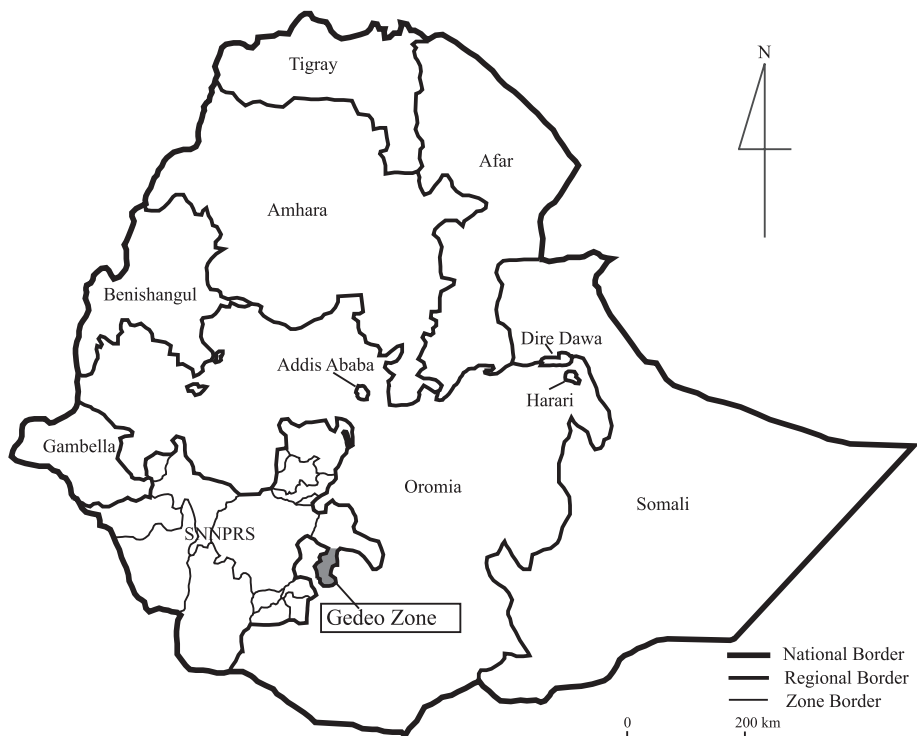 Tigray
N
Afar
Amhara
Benishangul
Dire Dawa
Addis Ababa
Harari
Gambella
Oromia
Somali
SNNPRS
Gedeo Zone
National Border
Regional Border
Zone Border
0 200 km